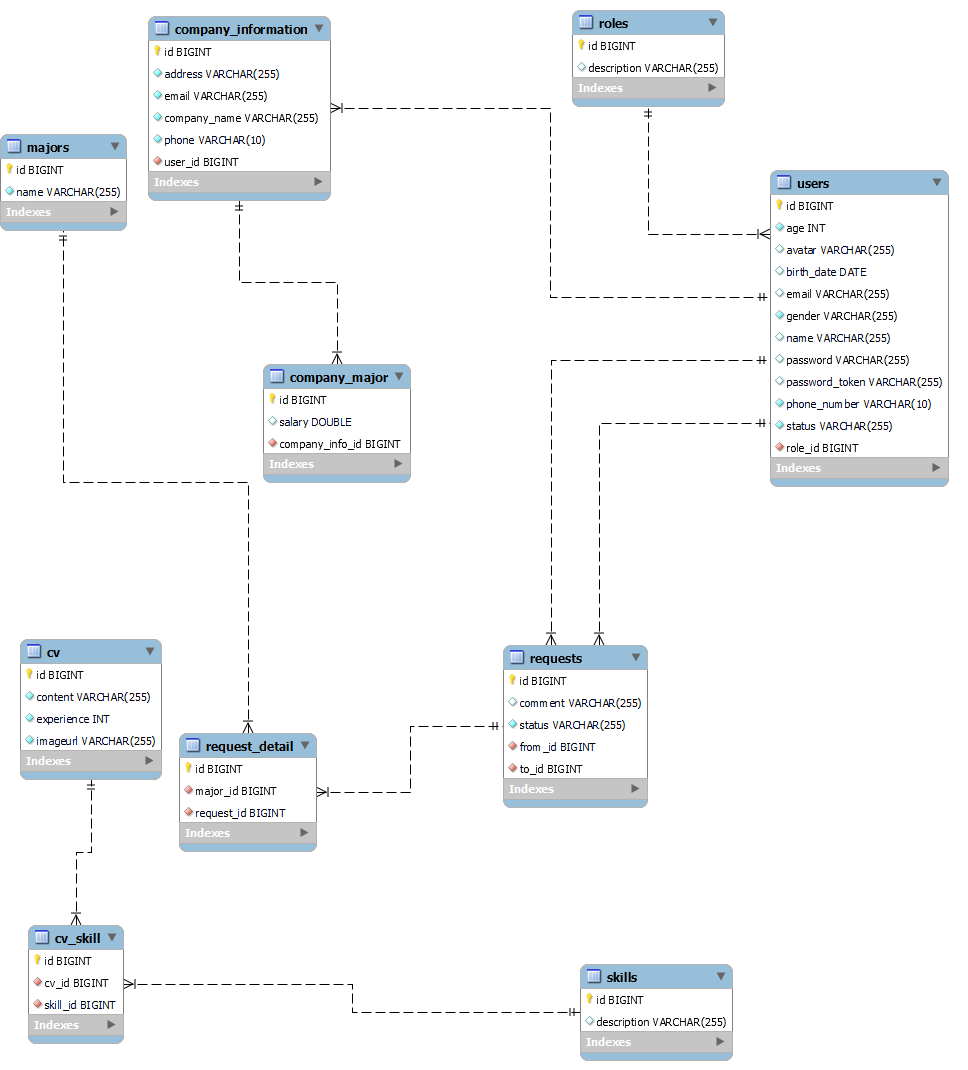 company_information
id BIGINT
address VARCHAR(255)
email VARCHAR(255)
company_name VARCHAR(255)
phone VARCHAR(10)
user_id BIGINT
Indexes
roles
id BIGINT
description VARCHAR(255)
Indexes
majors
id BIGINT
name VARCHAR(255)
Indexes
users
id BIGINT
age INT
avatar VARCHAR(255)
birth_date DATE
email VARCHAR(255)
gender VARCHAR(255)
name VARCHAR(255)
password VARCHAR(255)
password_token VARCHAR(255)
phone_number VARCHAR(10)
status VARCHAR(255)
role_id BIGINT
Indexes
company_major
id BIGINT
salary DOUBLE
company_info_id BIGINT
Indexes
cv
id BIGINT
content VARCHAR(255)
experience INT
imageurl VARCHAR(255)
Indexes
requests
id BIGINT
comment VARCHAR(255)
status VARCHAR(255)
from_id BIGINT
to_id BIGINT
Indexes
request_detail
id BIGINT
major_id BIGINT
request_id BIGINT
Indexes
cv_skill
id BIGINT
cv_id BIGINT
skill_id BIGINT
Indexes
skills
id BIGINT
description VARCHAR(255)
Indexes